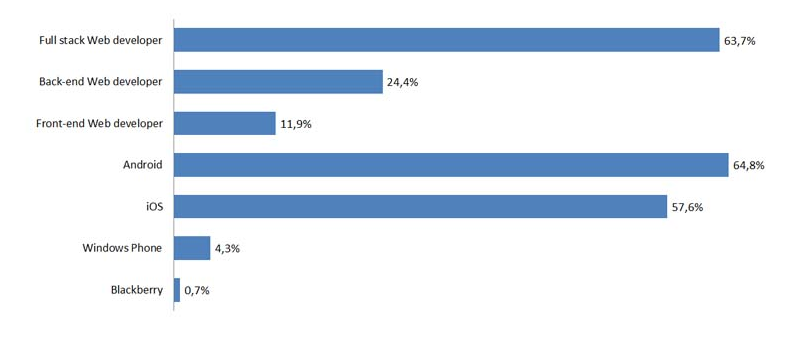 Full stack Web developer 63,7%
Back-end Web developer 24,4%
Front-end Web developer 11,9%
Android 64,8%
iOS 57,6%
Windows Phone 4,3%
Blackberry 0,7%